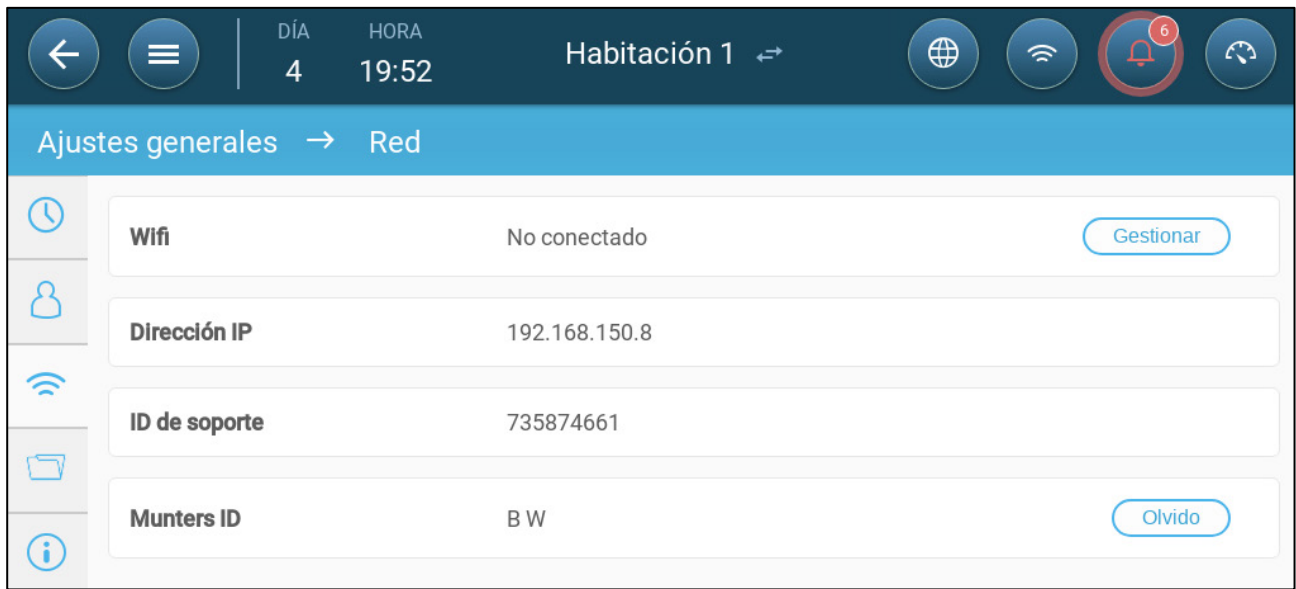 DÍA HORA
4 19:52 Habitación 1 6
Ajustes generales → Red
Wifi No conectado Gestionar
Dirección IP 192.168.150.8
ID de soporte 735874661
Munters ID B W Olvido